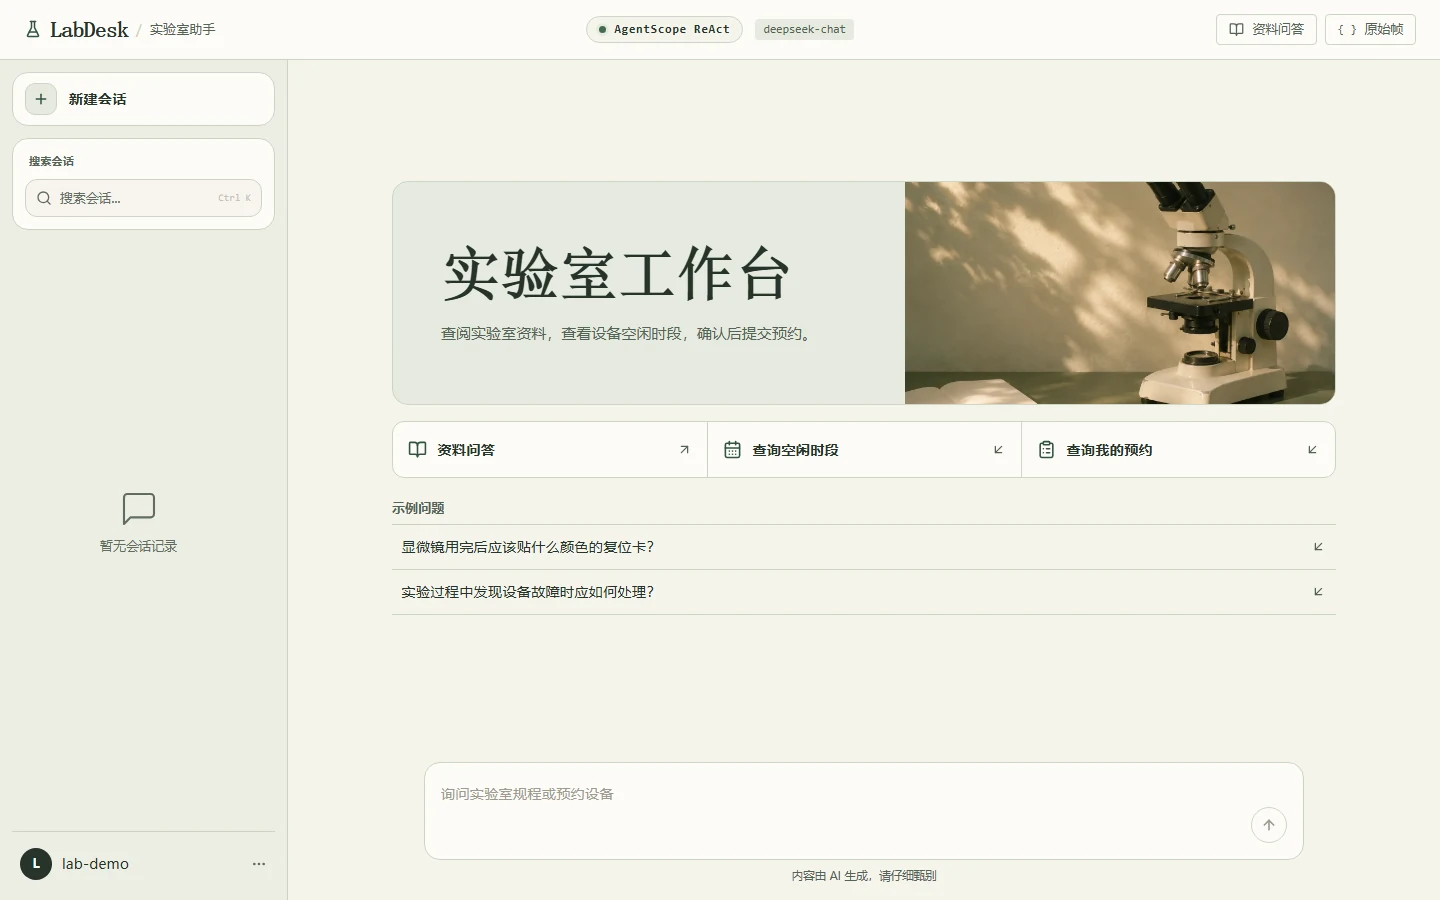 LabDesk / 实验室助手
AgentScope ReAct
deepseek-chat
资料问答
{ } 原始帧
+ 新建会话
搜索会话
搜索会话... Ctrl K
暂无会话记录
L lab-demo ...
实验室工作台
查阅实验室资料，查看设备空闲时段，确认后提交预约。
资料问答
查询空闲时段
查询我的预约
示例问题
显微镜用完后应该贴什么颜色的复位卡？
实验过程中发现设备故障时应如何处理？
询问实验室规程或预约设备
内容由 AI 生成，请仔细甄别